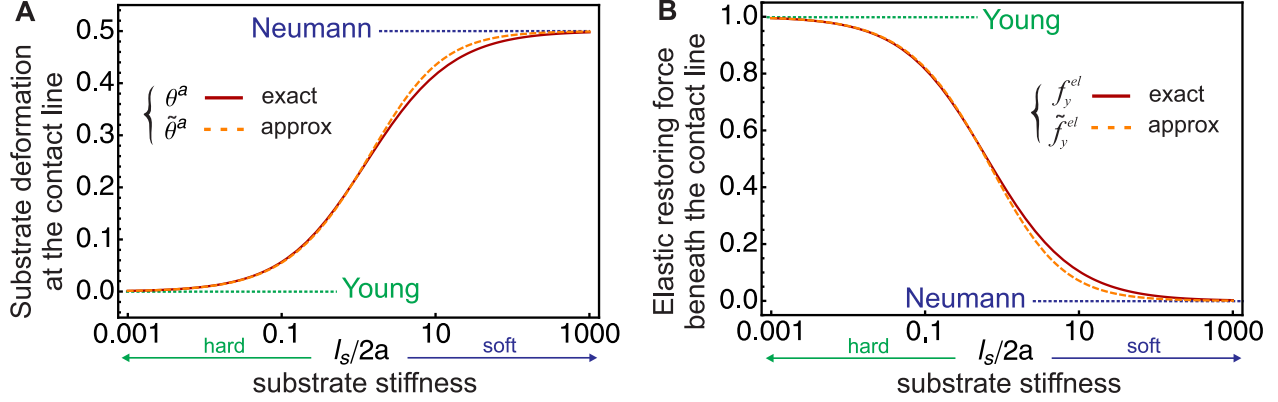 A
Substrate deformation
at the contact line
0.5
0.4
0.3
0.2
0.1
0.0
Neumann
θᵃ exact
θ̃ᵃ approx
Young
0.001 0.1 10 1000
hard lₛ/2a soft
substrate stiffness
B
Elastic restoring force
beneath the contact line
1.0
0.8
0.6
0.4
0.2
0.0
Young
f_y^{el} exact
f̃_y^{el} approx
Neumann
0.001 0.1 10 1000
hard lₛ/2a soft
substrate stiffness